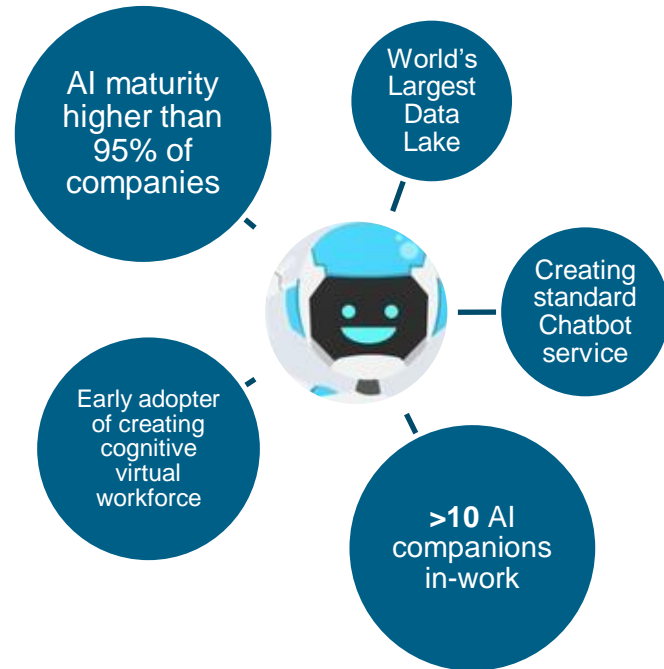 AI maturity
higher than
95% of
companies
World’s
Largest
Data
Lake
Creating
standard
Chatbot
service
Early adopter
of creating
cognitive
virtual
workforce
>10 AI
companions
in-work